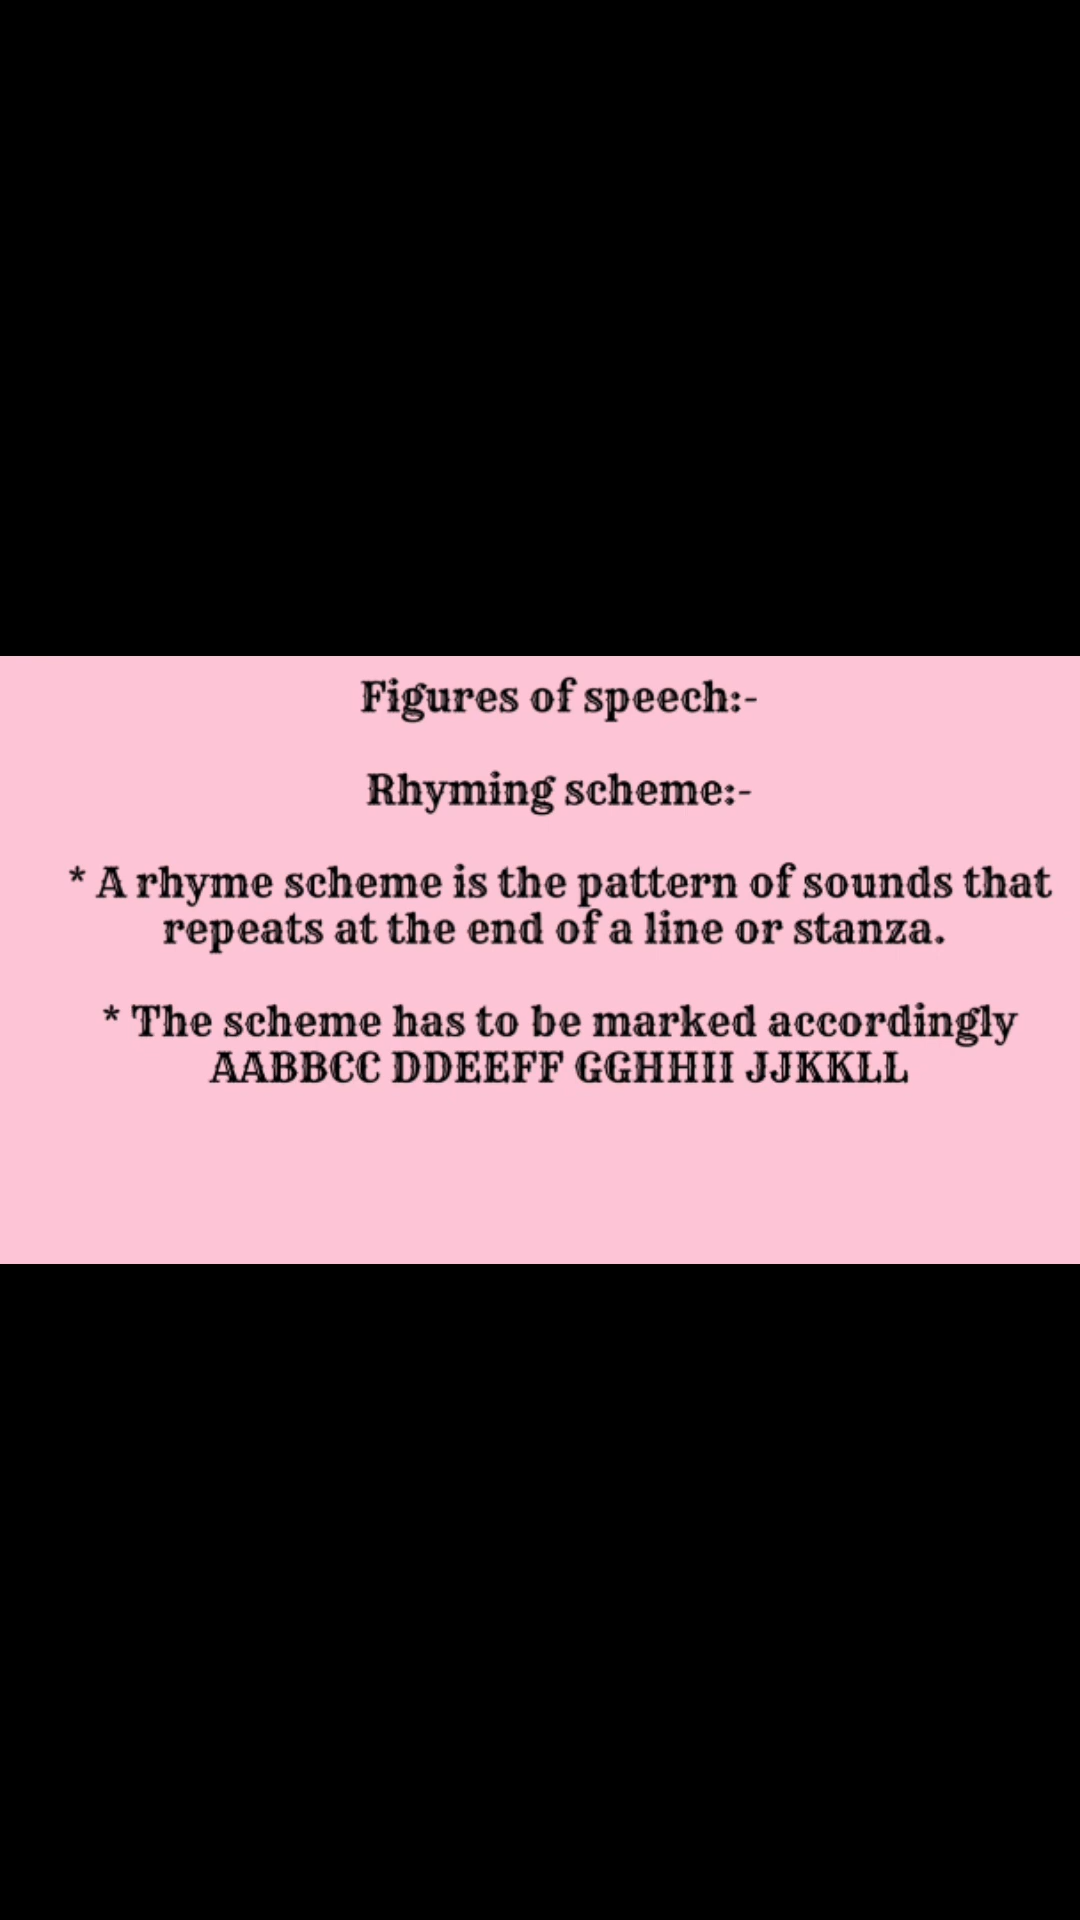 Figures of speech:-
Rhyming scheme:-
* A rhyme scheme is the pattern of sounds that
repeats at the end of a line or stanza.
* The scheme has to be marked accordingly
AABBCC DDEEFF GGHHII JJKKLL